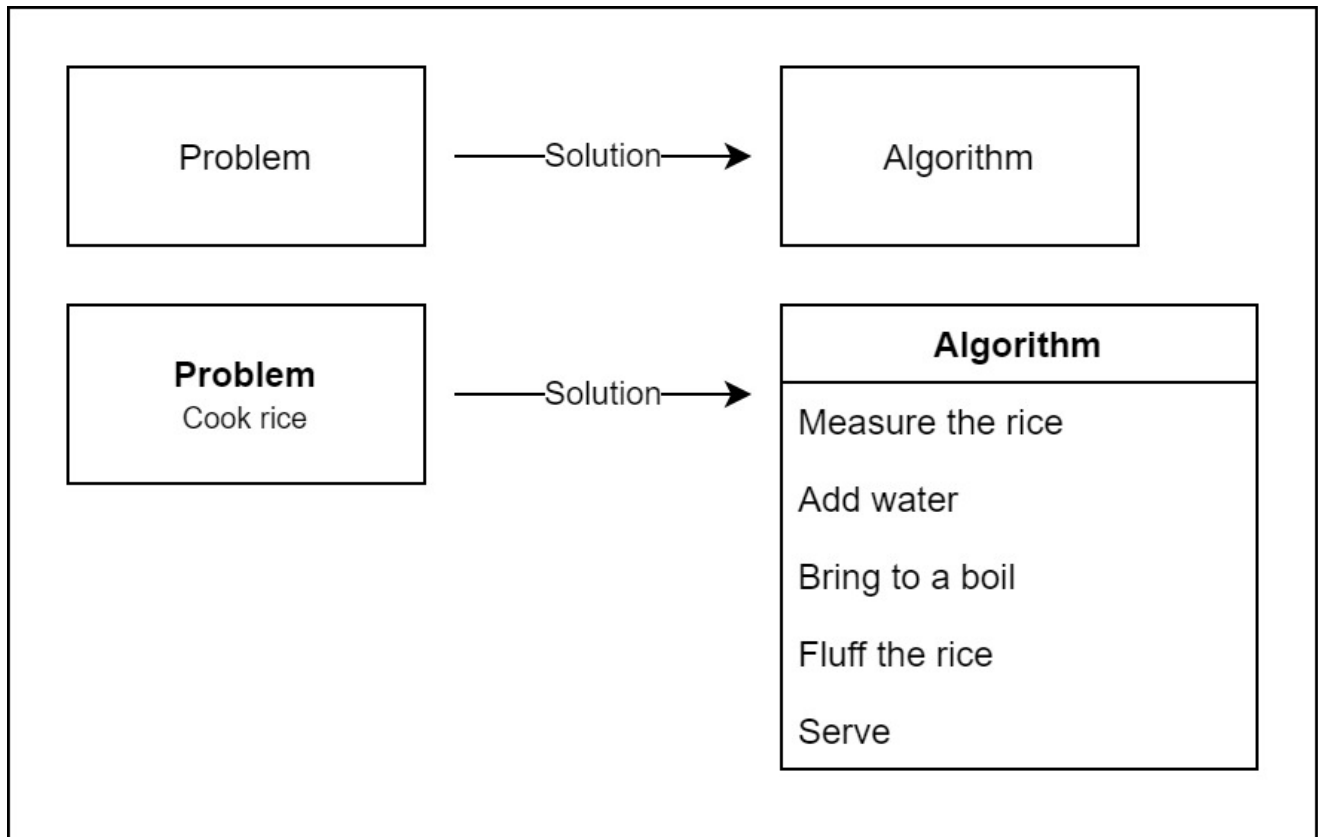 Problem
Solution
Algorithm
Problem
Cook rice
Solution
Algorithm
Measure the rice
Add water
Bring to a boil
Fluff the rice
Serve